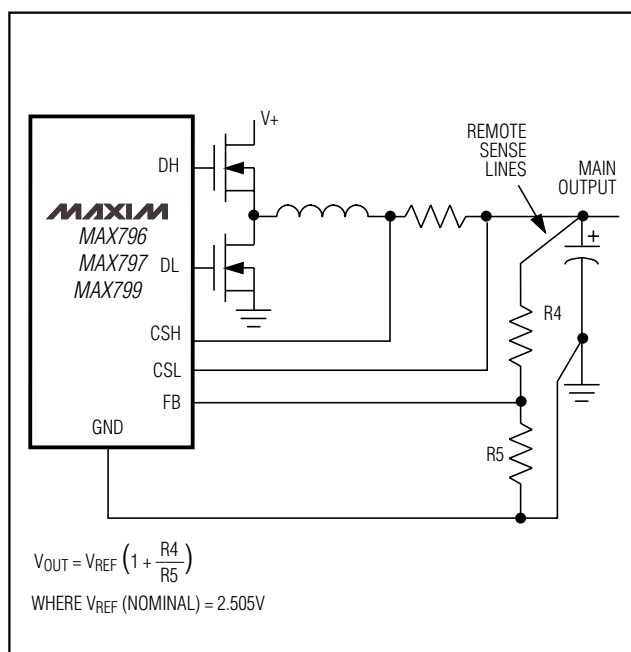 V+
REMOTE
SENSE
LINES
MAIN
OUTPUT
DH
MAXIM
MAX796
MAX797
MAX799
DL
+
R4
CSH
CSL
FB
GND
R5
VOUT = VREF (1 + R4/R5)
WHERE VREF (NOMINAL) = 2.505V